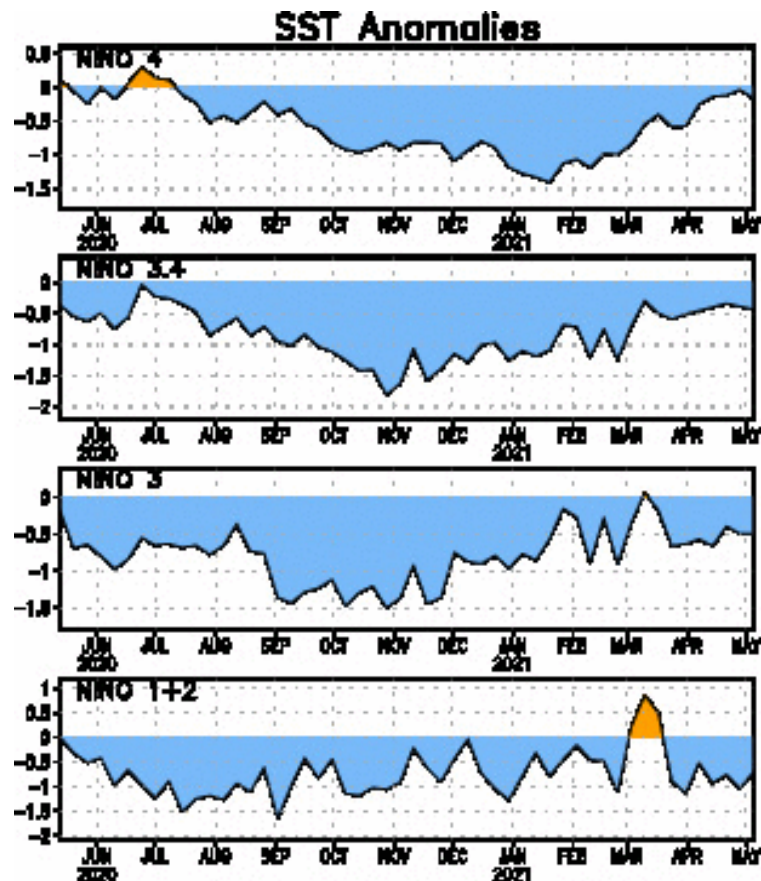 SST Anomalies
NINO 4
0.5
0
-0.5
-1
-1.5
JUN 2020 JUL AUG SEP OCT NOV DEC JAN 2021 FEB MAR APR MAY
NINO 3.4
0
-0.5
-1
-1.5
-2
JUN 2020 JUL AUG SEP OCT NOV DEC JAN 2021 FEB MAR APR MAY
NINO 3
0
-0.5
-1
-1.5
JUN 2020 JUL AUG SEP OCT NOV DEC JAN 2021 FEB MAR APR MAY
NINO 1+2
1
0.5
0
-0.5
-1
-1.5
-2
JUN 2020 JUL AUG SEP OCT NOV DEC JAN 2021 FEB MAR APR MAY